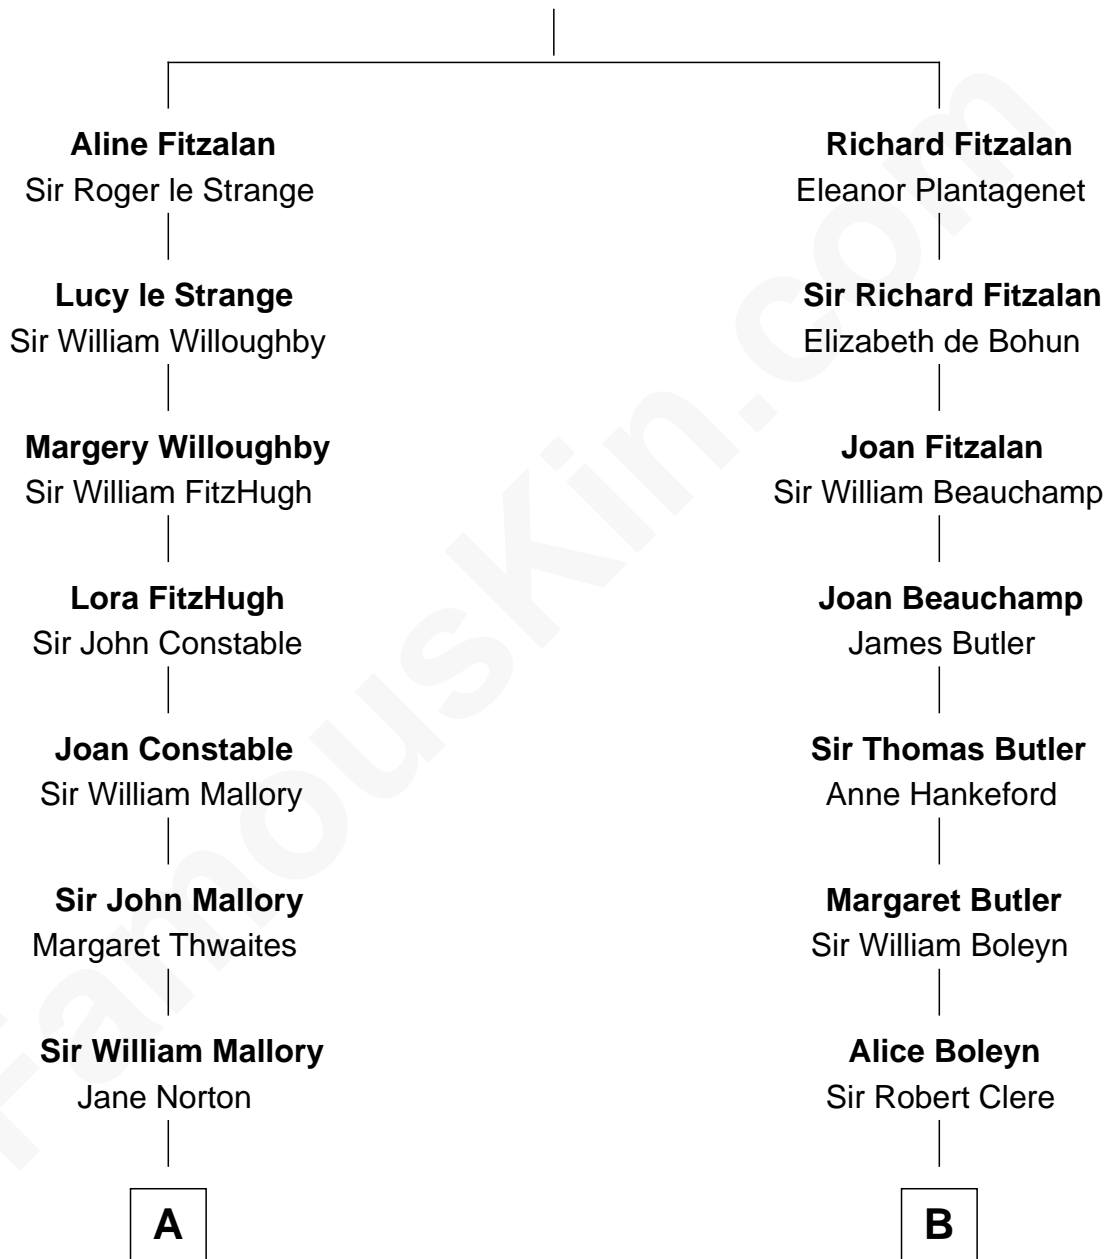 Aline Fitzalan
Sir Roger le Strange
Lucy le Strange
Sir William Willoughby
Margery Willoughby
Sir William FitzHugh
Lora FitzHugh
Sir John Constable
Joan Constable
Sir William Mallory
Sir John Mallory
Margaret Thwaites
Sir William Mallory
Jane Norton
A
Richard Fitzalan
Eleanor Plantagenet
Sir Richard Fitzalan
Elizabeth de Bohun
Joan Fitzalan
Sir William Beauchamp
Joan Beauchamp
James Butler
Sir Thomas Butler
Anne Hankeford
Margaret Butler
Sir William Boleyn
Alice Boleyn
Sir Robert Clere
B
FamousKin.com